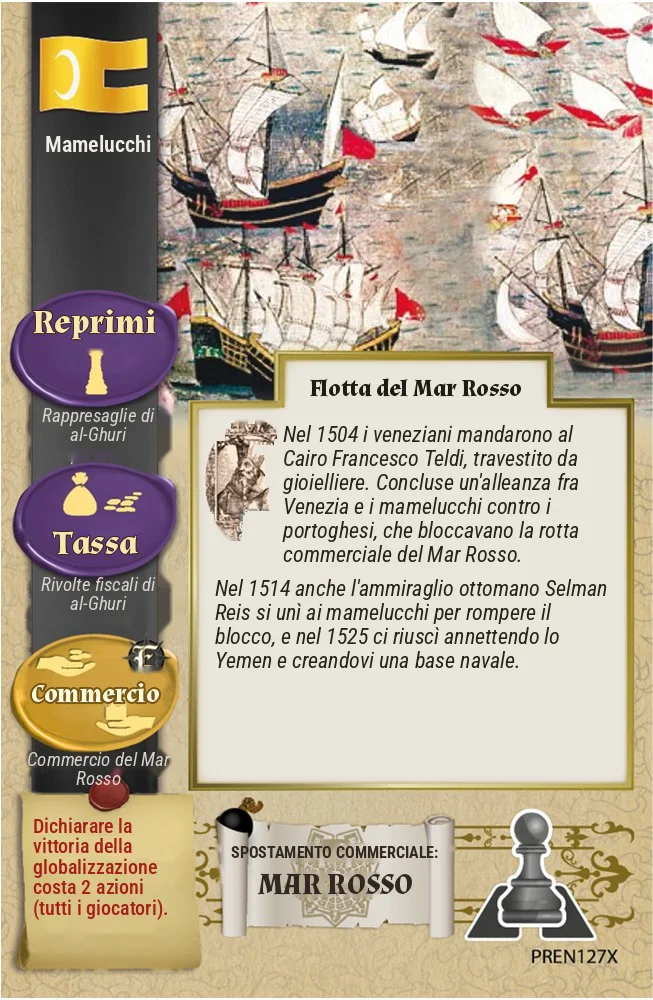 Mamelucchi
Reprimi
Rappresaglie di
al-Ghuri
Tassa
Rivolte fiscali di
al-Ghuri
Commercio
Commercio del Mar
Rosso
Flotta del Mar Rosso
Nel 1504 i veneziani mandarono al
Cairo Francesco Teldi, travestito da
gioielliere. Concluse un'alleanza fra
Venezia e i mamelucchi contro i
portoghesi, che bloccavano la rotta
commerciale del Mar Rosso.
Nel 1514 anche l'ammiraglio ottomano Selman
Reis si unì ai mamelucchi per rompere il
blocco, e nel 1525 ci riuscì annettendo lo
Yemen e creandovi una base navale.
Dichiarare la
vittoria della
globalizzazione
costa 2 azioni
(tutti i giocatori).
SPOSTAMENTO COMMERCIALE:
MAR ROSSO
PREN127X